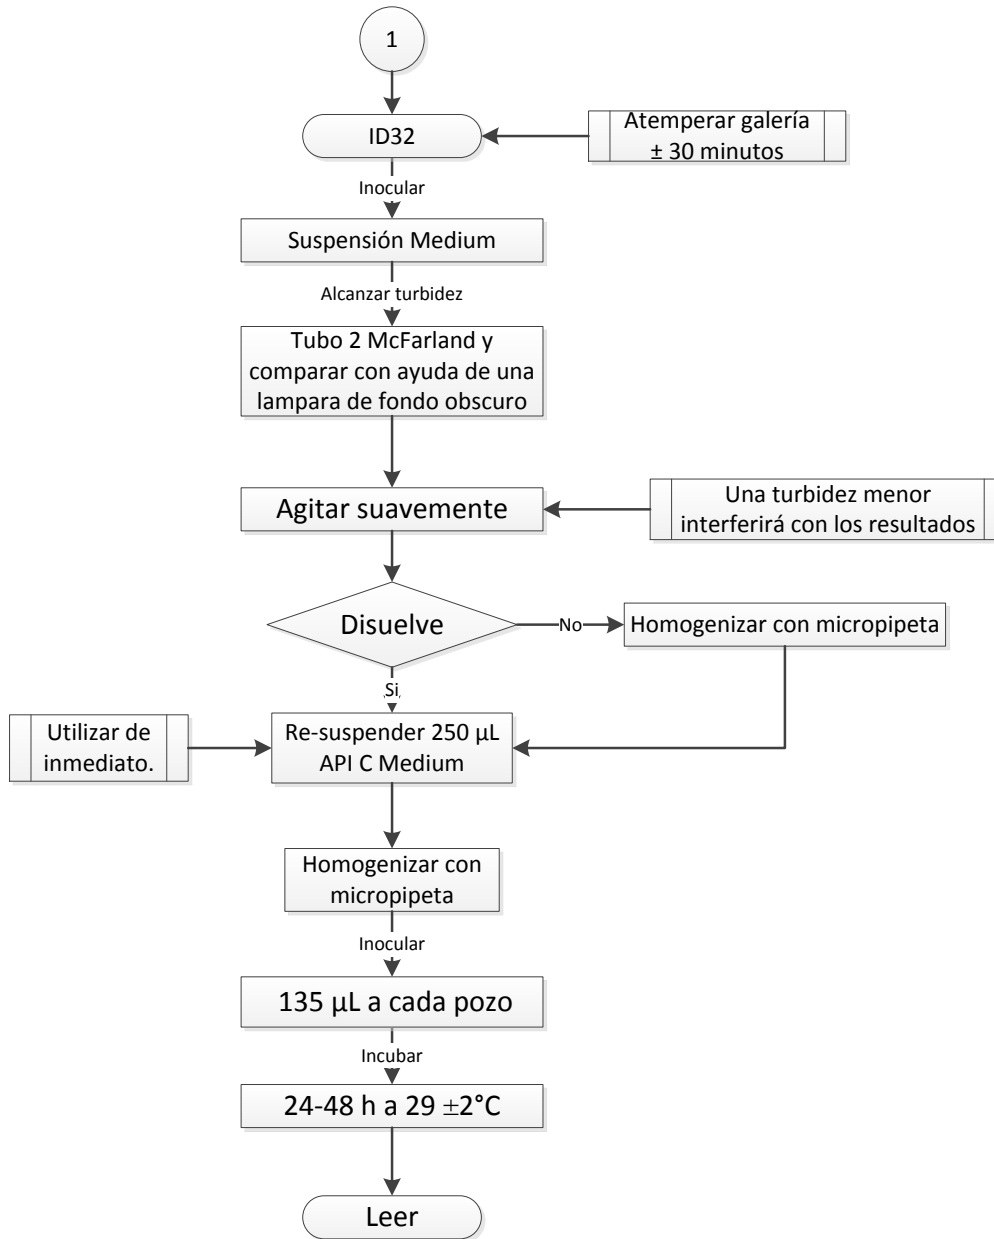 1
ID32
Atemperar galería
± 30 minutos
Inocular
Suspensión Medium
Alcanzar turbidez
Tubo 2 McFarland y
comparar con ayuda de una
lampara de fondo obscuro
Agitar suavemente
Una turbidez menor
interferirá con los resultados
Disuelve
No
Homogenizar con micropipeta
Si
Utilizar de
inmediato.
Re-suspender 250 µL
API C Medium
Homogenizar con
micropipeta
Inocular
135 µL a cada pozo
Incubar
24-48 h a 29 ±2°C
Leer